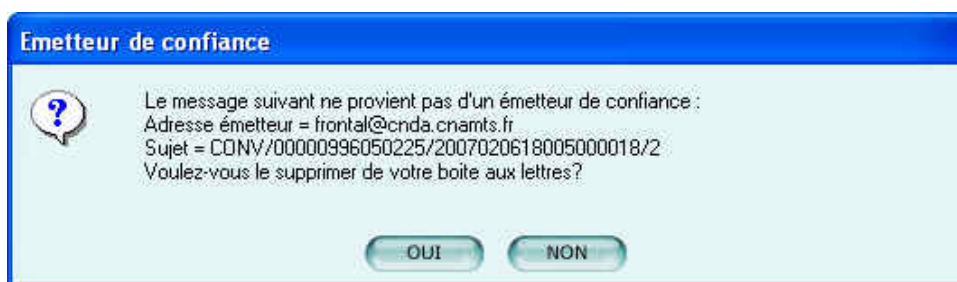 Emetteur de confiance
?
Le message suivant ne provient pas d'un émetteur de confiance :
Adresse émetteur = frontal@cnda.cnamts.fr
Sujet = CONV/00000996050225/2007020618005000018/2
Voulez-vous le supprimer de votre boite aux lettres?
OUI NON